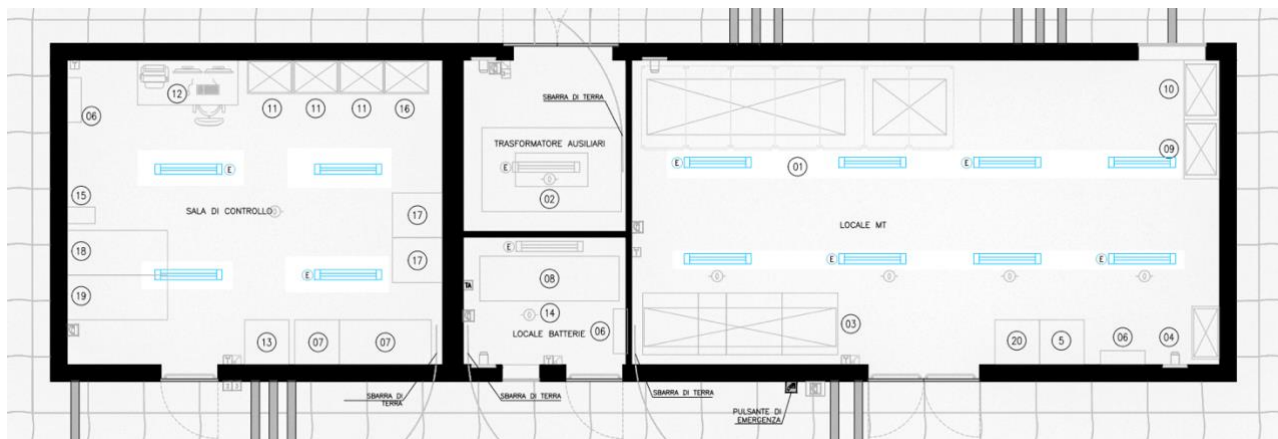 SBARRA DI TERRA
12
11
11
11
16
10
06
E
TRASFORMATORE AUSILIARI
E
E
01
E
09
02
15
SALA DI CONTROLLO
17
LOCALE MT
18
17
E
E
E
E
08
19
TA
14
LOCALE BATTERIE
06
03
13
07
07
20
5
06
04
SBARRA DI
TERRA
SBARRA DI TERRA
SBARRA DI TERRA
PULSANTE DI
EMERGENZA